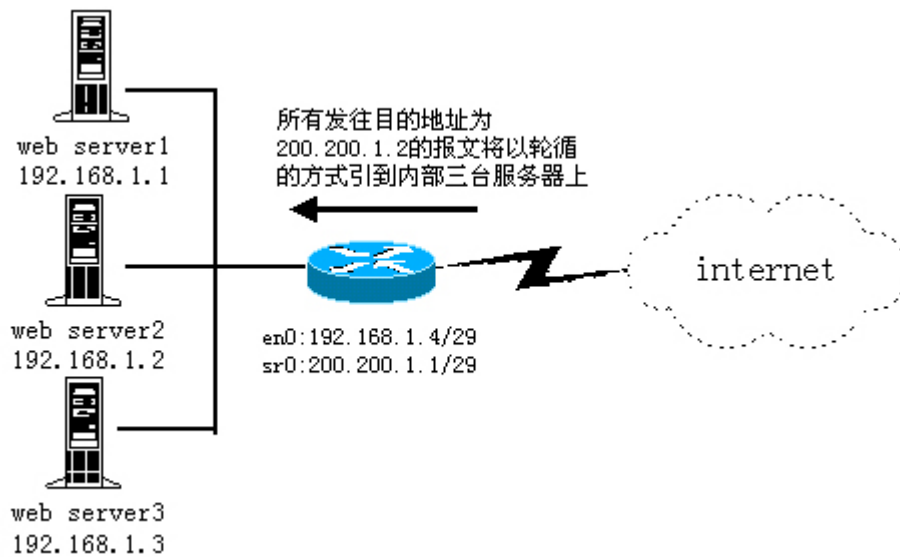 web server1
192.168.1.1
所有发往目的地址为
200.200.1.2的报文将以轮循
的方式引到内部三台服务器上
internet
web server2
192.168.1.2
en0:192.168.1.4/29
sr0:200.200.1.1/29
web server3
192.168.1.3